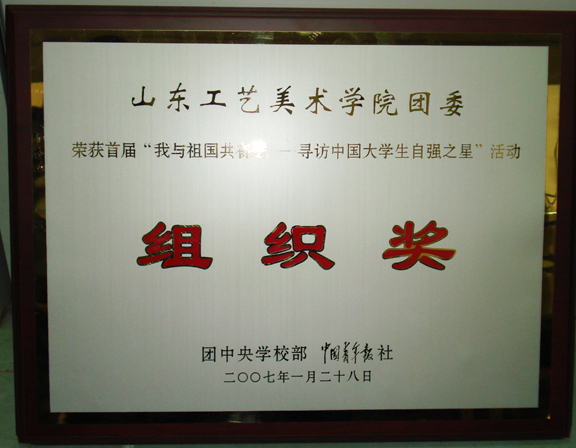 山东工艺美术学院团委
荣获首届“我与祖国共 — 寻访中国大学生自强之星”活动
组织奖
团中央学校部 中国青年报社
二〇〇七年一月二十八日